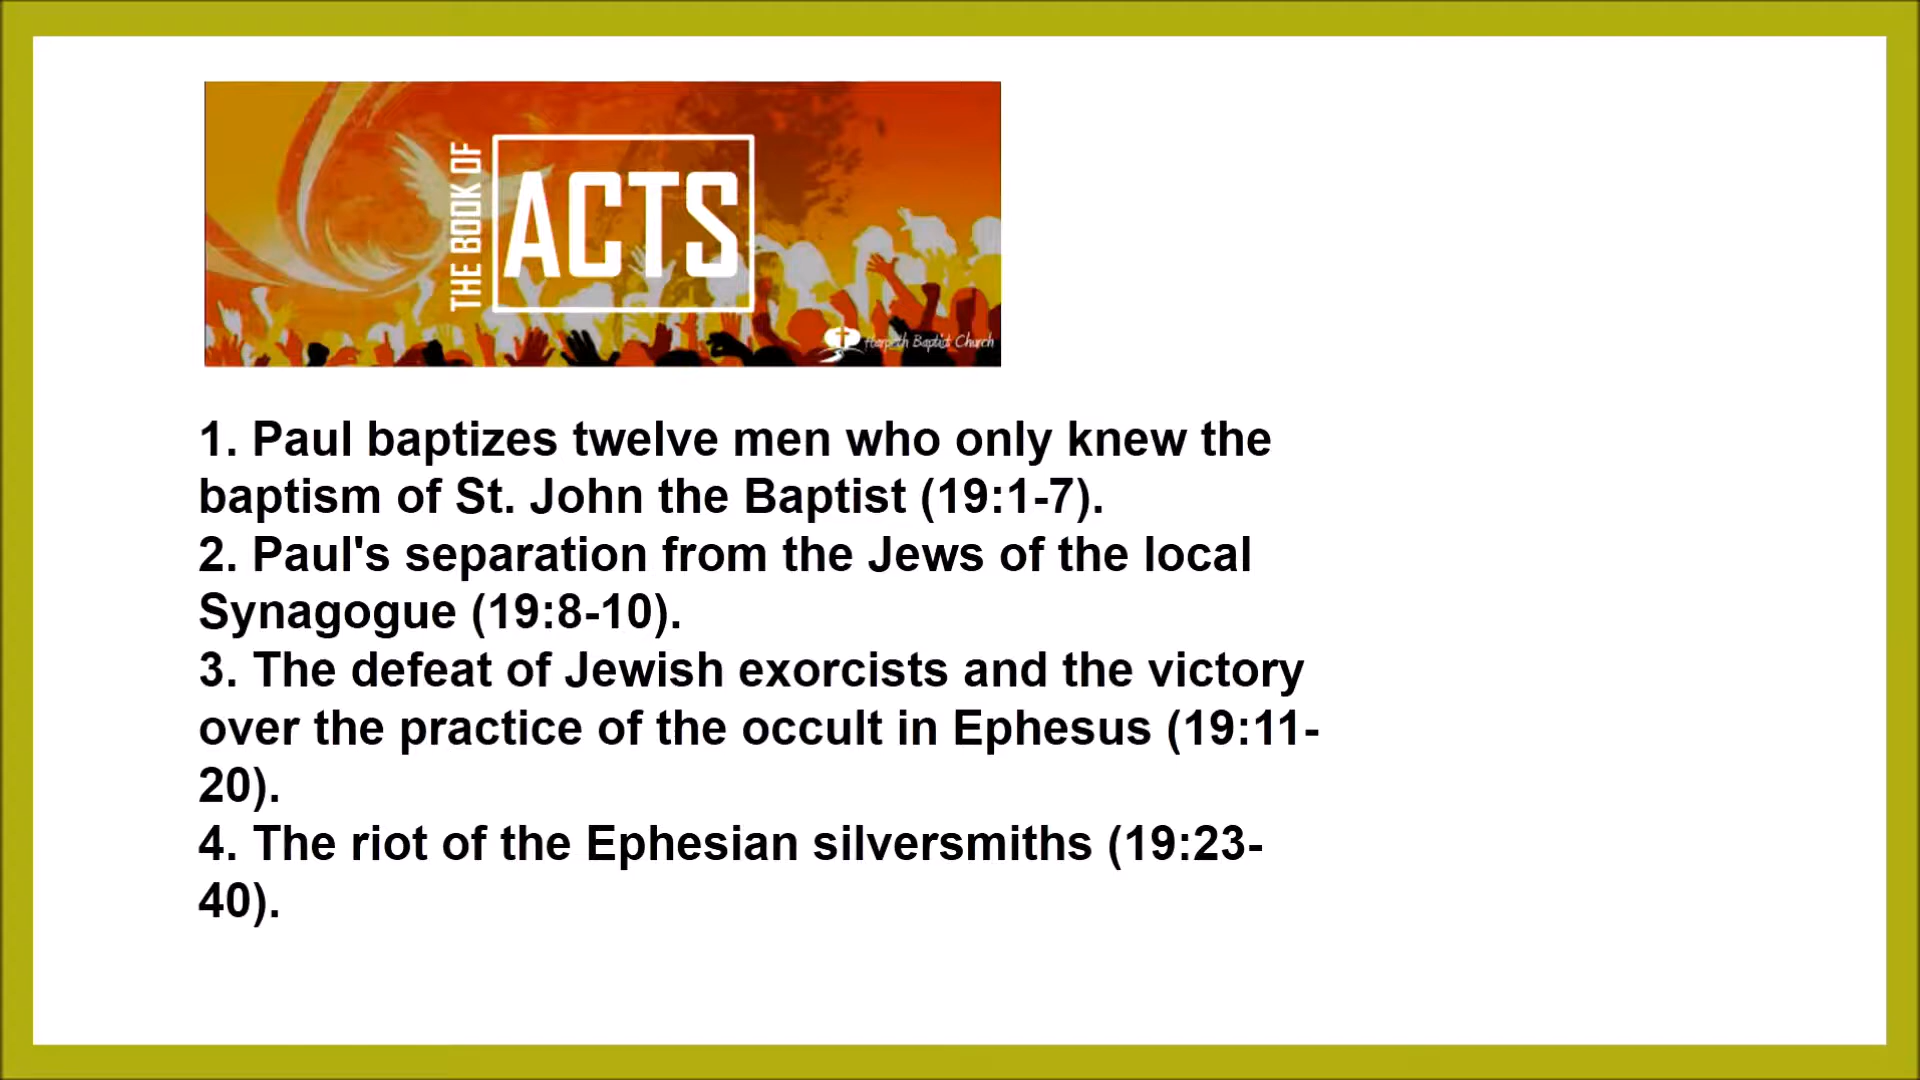 THE BOOK OF
ACTS
Harpeth Baptist Church
1. Paul baptizes twelve men who only knew the
baptism of St. John the Baptist (19:1-7).
2. Paul's separation from the Jews of the local
Synagogue (19:8-10).
3. The defeat of Jewish exorcists and the victory
over the practice of the occult in Ephesus (19:11-
20).
4. The riot of the Ephesian silversmiths (19:23-
40).